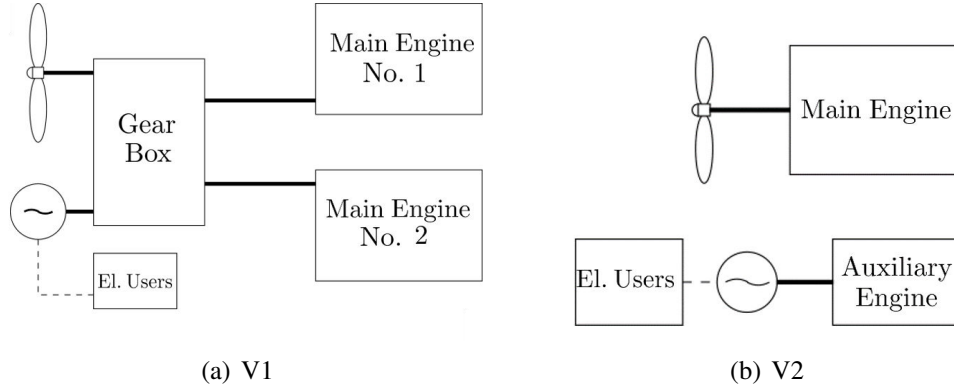 Main Engine
No. 1
Gear
Box
Main Engine
No. 2
El. Users
(a) V1
Main Engine
El. Users
Auxiliary
Engine
(b) V2